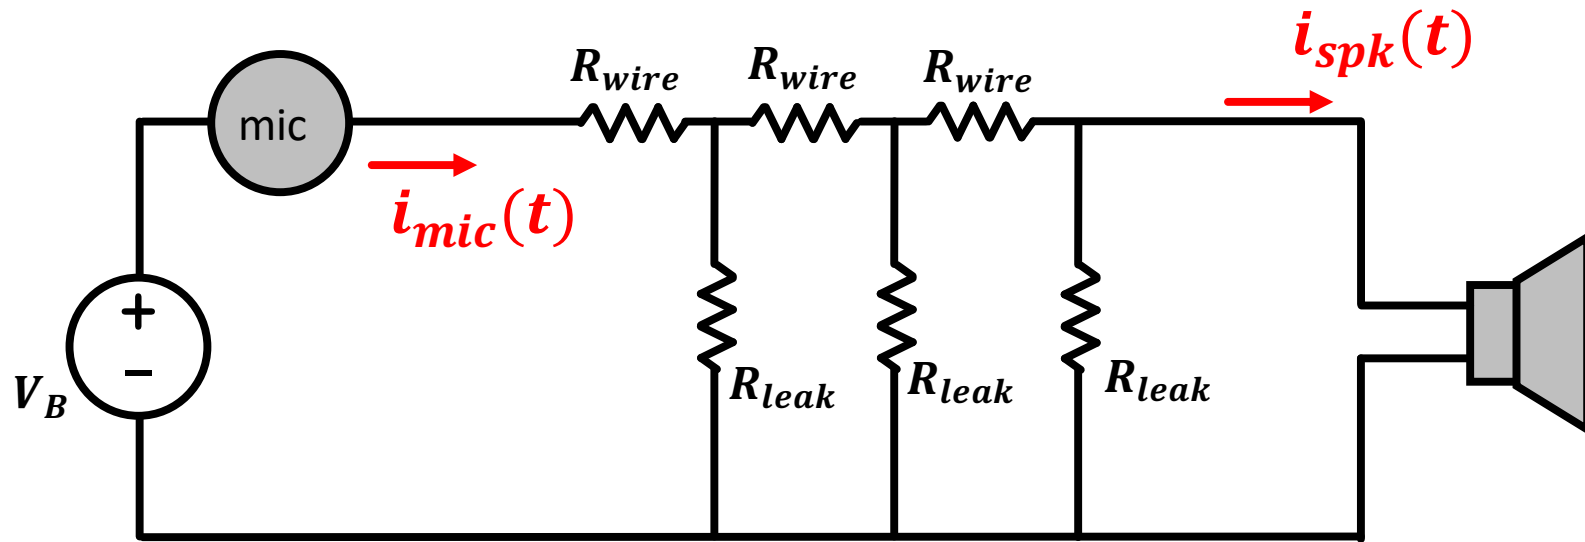 R_wire
R_wire
R_wire
i_spk(t)
mic
i_mic(t)
+
−
V_B
R_leak
R_leak
R_leak